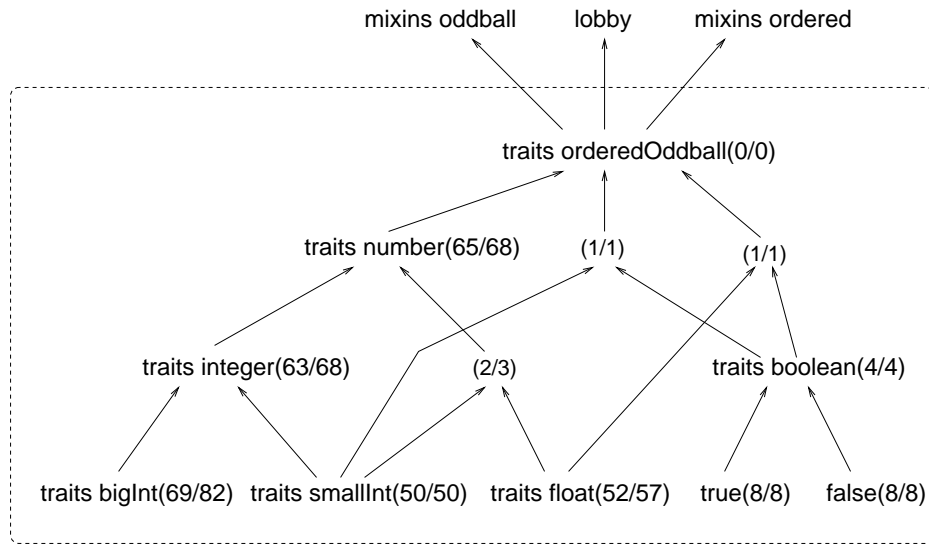 mixins oddball lobby mixins ordered
traits orderedOddball(0/0)
traits number(65/68) (1/1) (1/1)
traits integer(63/68) (2/3) traits boolean(4/4)
traits bigInt(69/82) traits smallInt(50/50) traits float(52/57) true(8/8) false(8/8)